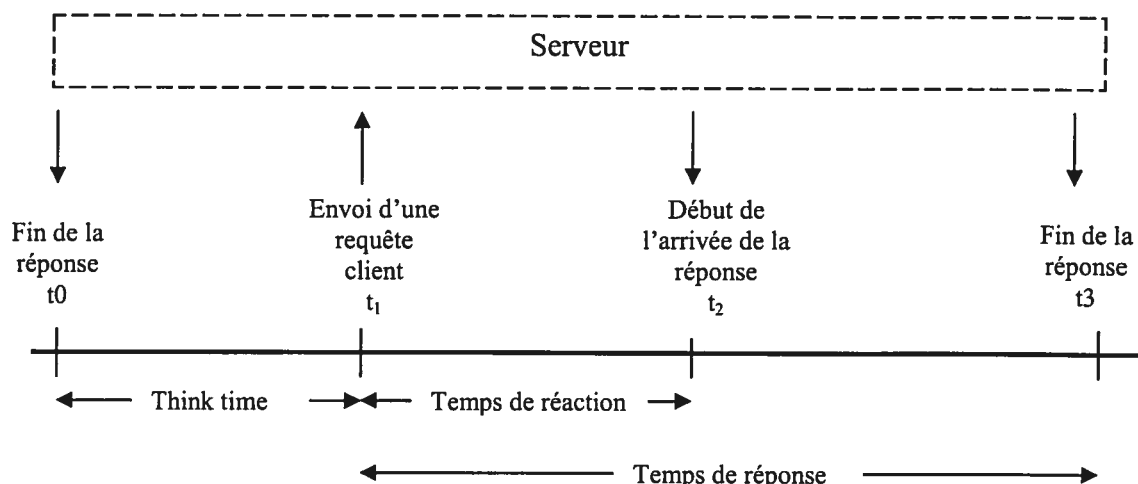 Serveur
Fin de la
réponse
t0
Envoi d'une
requête
client
t₁
Début de
l'arrivée de la
réponse
t₂
Fin de la
réponse
t3
Think time
Temps de réaction
Temps de réponse